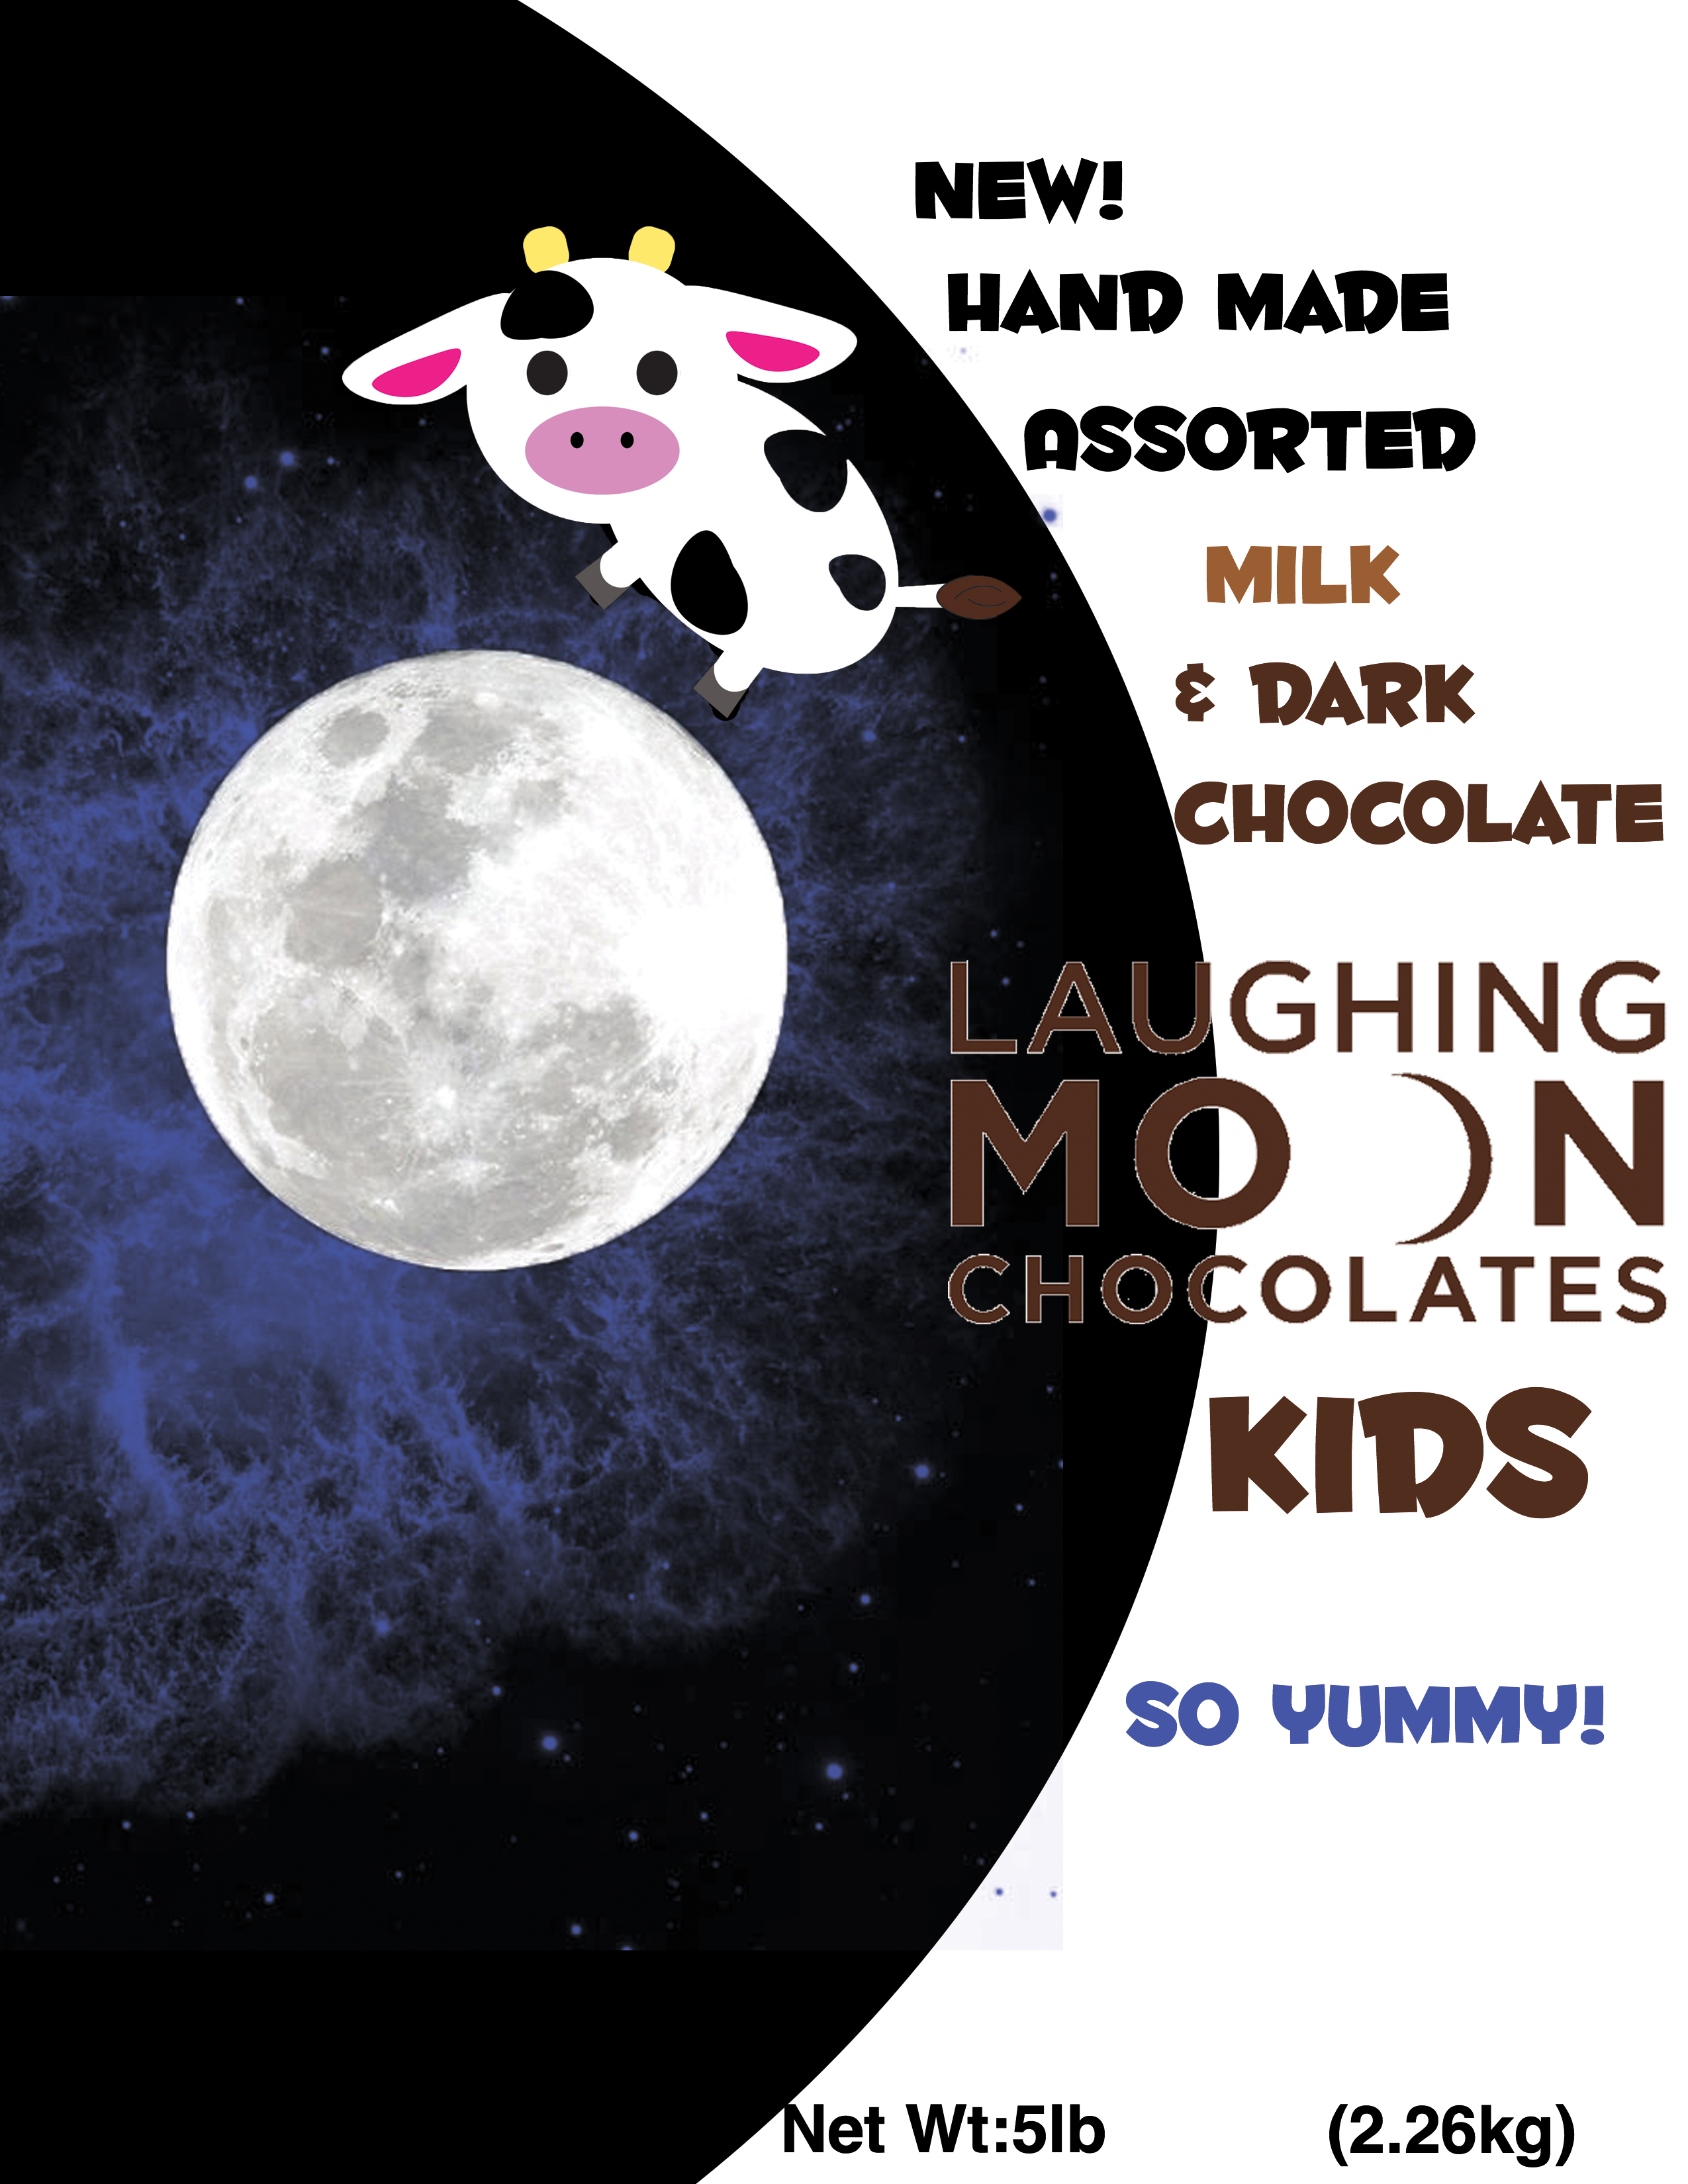 NEW!
HAND MADE
ASSORTED
MILK
& DARK
CHOCOLATE
LAUGHING
MOON
CHOCOLATES
KIDS
SO YUMMY!
Net Wt:5lb (2.26kg)